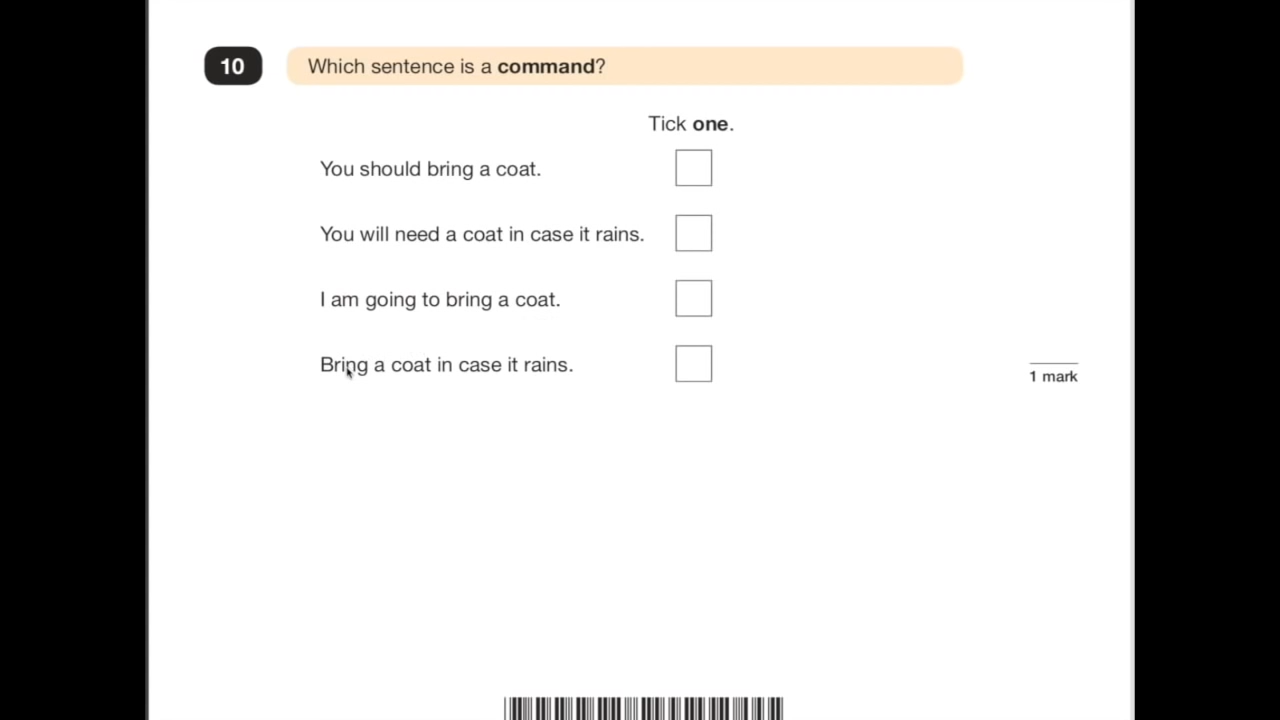 10 Which sentence is a command?
Tick one.
You should bring a coat.
You will need a coat in case it rains.
I am going to bring a coat.
Bring a coat in case it rains.
1 mark